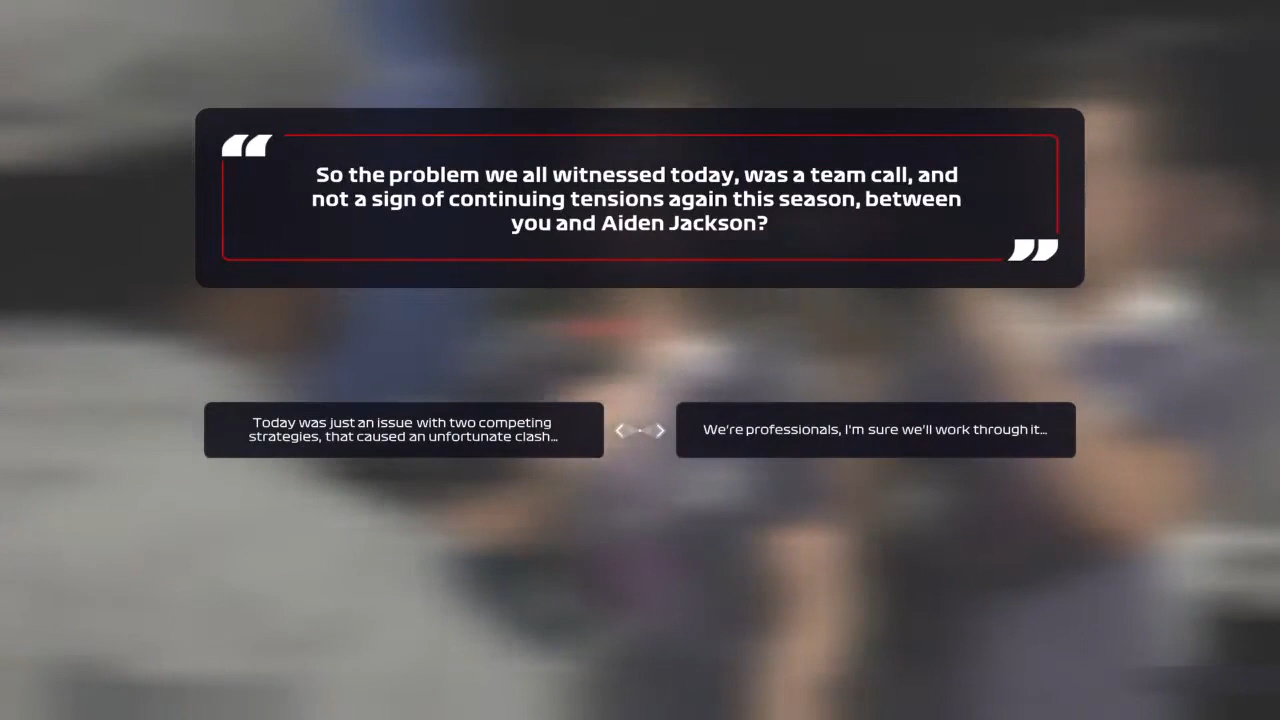 So the problem we all witnessed today, was a team call, and
not a sign of continuing tensions again this season, between
you and Aiden Jackson?
Today was just an issue with two competing
strategies, that caused an unfortunate clash...
We're professionals, I'm sure we'll work through it...